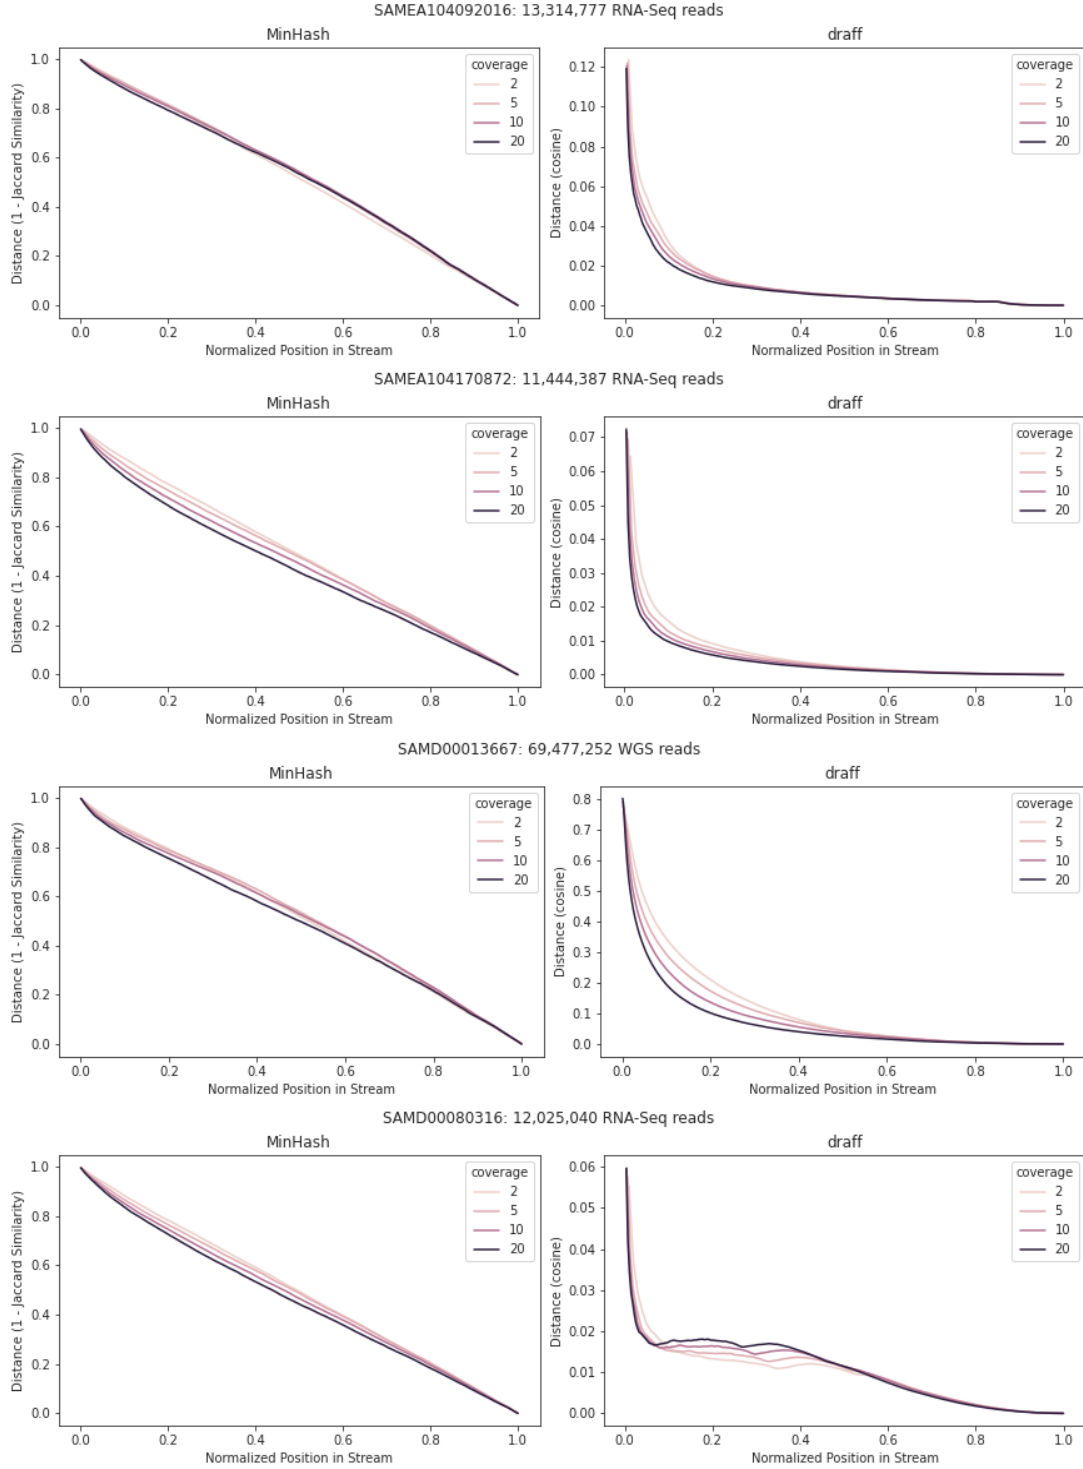 SAMEA104092016: 13,314,777 RNA-Seq reads
MinHash
Distance (1 - Jaccard Similarity)
1.0
0.8
0.6
0.4
0.2
0.0
coverage
2
5
10
20
0.0 0.2 0.4 0.6 0.8 1.0
Normalized Position in Stream
draff
Distance (cosine)
0.12
0.10
0.08
0.06
0.04
0.02
0.00
coverage
2
5
10
20
0.0 0.2 0.4 0.6 0.8 1.0
Normalized Position in Stream
SAMEA104170872: 11,444,387 RNA-Seq reads
MinHash
Distance (1 - Jaccard Similarity)
1.0
0.8
0.6
0.4
0.2
0.0
coverage
2
5
10
20
0.0 0.2 0.4 0.6 0.8 1.0
Normalized Position in Stream
draff
Distance (cosine)
0.07
0.06
0.05
0.04
0.03
0.02
0.01
0.00
coverage
2
5
10
20
0.0 0.2 0.4 0.6 0.8 1.0
Normalized Position in Stream
SAMD00013667: 69,477,252 WGS reads
MinHash
Distance (1 - Jaccard Similarity)
1.0
0.8
0.6
0.4
0.2
0.0
coverage
2
5
10
20
0.0 0.2 0.4 0.6 0.8 1.0
Normalized Position in Stream
draff
Distance (cosine)
0.8
0.7
0.6
0.5
0.4
0.3
0.2
0.1
0.0
coverage
2
5
10
20
0.0 0.2 0.4 0.6 0.8 1.0
Normalized Position in Stream
SAMD00080316: 12,025,040 RNA-Seq reads
MinHash
Distance (1 - Jaccard Similarity)
1.0
0.8
0.6
0.4
0.2
0.0
coverage
2
5
10
20
0.0 0.2 0.4 0.6 0.8 1.0
Normalized Position in Stream
draff
Distance (cosine)
0.06
0.05
0.04
0.03
0.02
0.01
0.00
coverage
2
5
10
20
0.0 0.2 0.4 0.6 0.8 1.0
Normalized Position in Stream